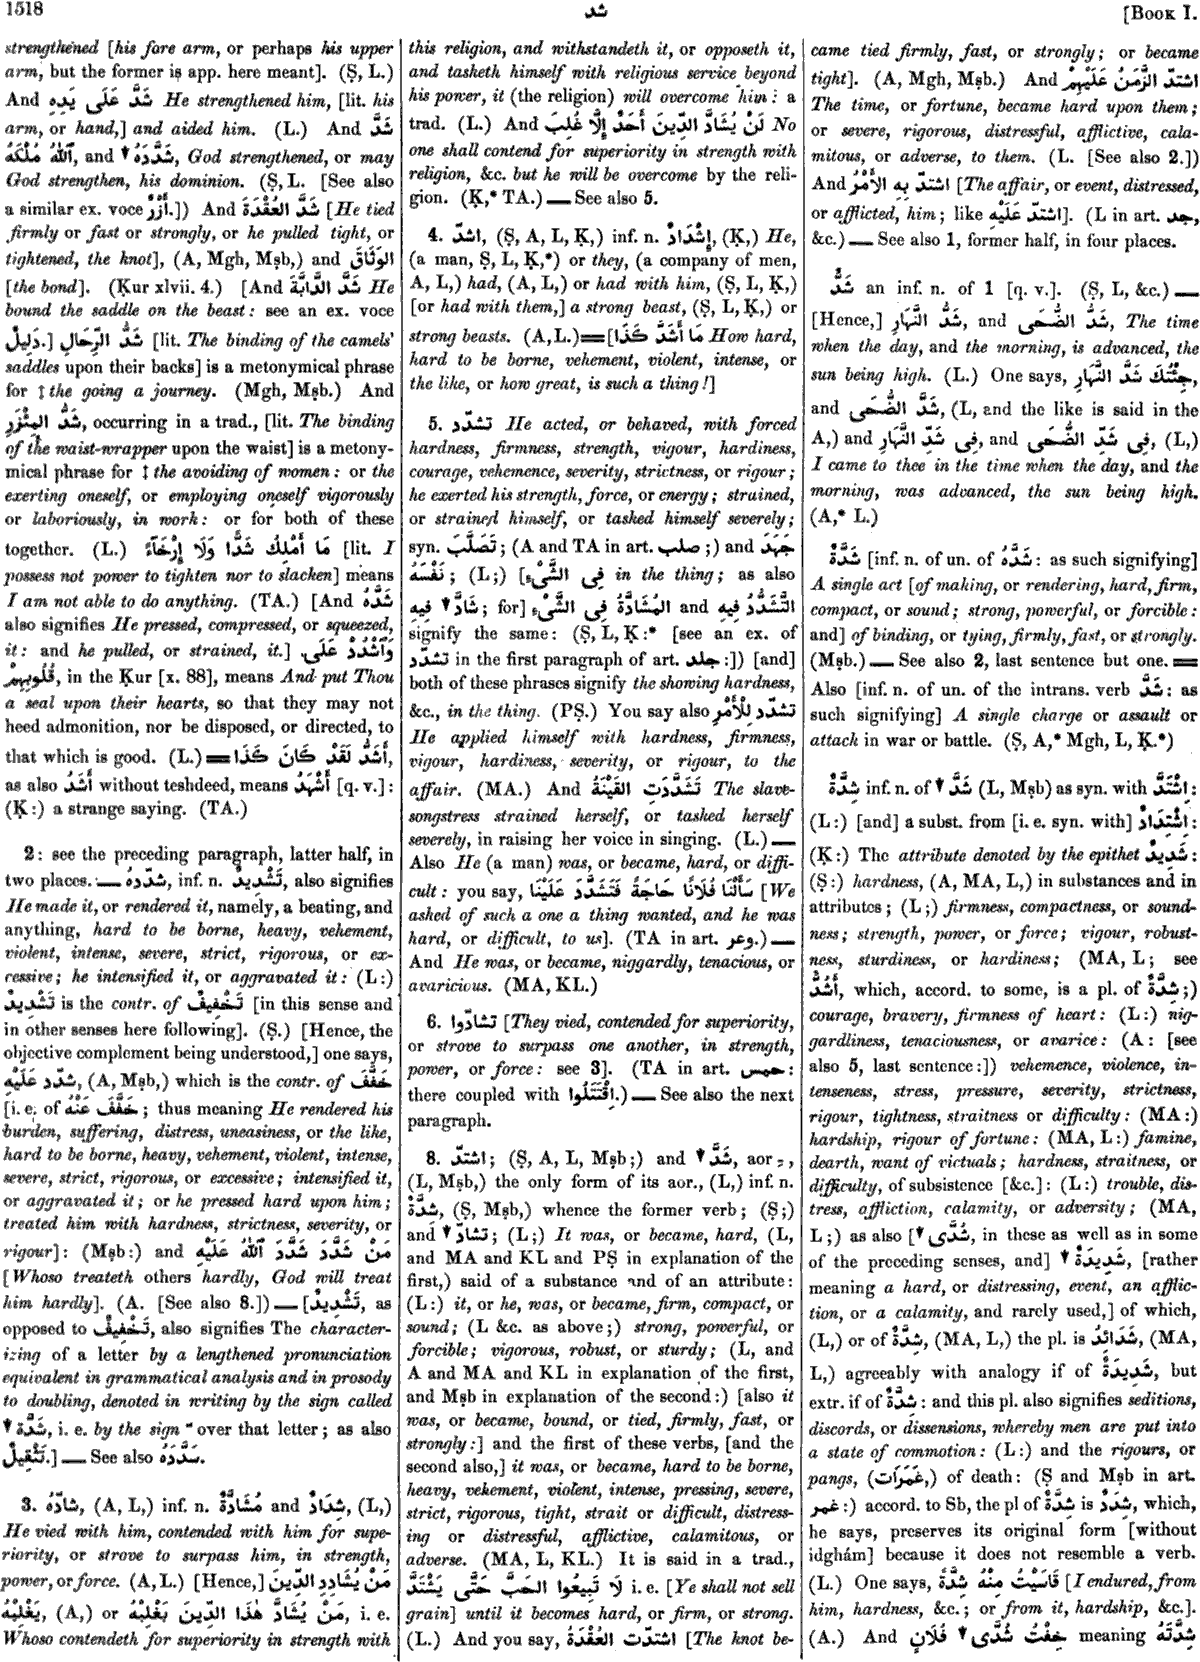 1518
شد
[Book I.
strengthened [his fore arm, or perhaps his upper
arm, but the former is app. here meant]. (Ṣ, L.)
And شَدَّ عَلَى يَدِهِ He strengthened him, [lit. his
arm, or hand,] and aided him. (L.) And شَدَّ
ٱللّٰهُ مُلْكَهُ, and ▼ شَدَّدَهُ, God strengthened, or may
God strengthen, his dominion. (Ṣ, L. [See also
a similar ex. voce أَزْرٌ.]) And شَدَّ العُقْدَةَ [He tied
firmly or fast or strongly, or he pulled tight, or
tightened, the knot], (A, Mgh, Mṣb,) and الوَثَاقَ
[the bond]. (Ḳur xlvii. 4.) [And شَدَّ الدَّابَّةَ He
bound the saddle on the beast: see an ex. voce
دَلِيلٌ.] شَدُّ الرِّحَالِ [lit. The binding of the camels'
saddles upon their backs] is a metonymical phrase
for ‡ the going a journey. (Mgh, Mṣb.) And
شَدُّ المِئْزَرِ, occurring in a trad., [lit. The binding
of the waist-wrapper upon the waist] is a metony-
mical phrase for ‡ the avoiding of women: or the
exerting oneself, or employing oneself vigorously
or laboriously, in work: or for both of these
together. (L.) مَا أَمْلِكُ شَدًّا وَلَا إِرْخَآءً [lit. I
possess not power to tighten nor to slacken] means
I am not able to do anything. (TA.) [And شَدَّهُ
also signifies He pressed, compressed, or squeezed,
it: and he pulled, or strained, it.] وَٱشْدُدْ عَلَى
قُلُوبِهِمْ, in the Ḳur [x. 88], means And put Thou
a seal upon their hearts, so that they may not
heed admonition, nor be disposed, or directed, to
that which is good. (L.) = أَشَدُّ لَقَدْ كَانَ كَذَا,
as also أَشَدُ without teshdeed, means أَشْهَدُ [q. v.]:
(Ḳ:) a strange saying. (TA.)
2: see the preceding paragraph, latter half, in
two places. — شدّدهُ, inf. n. تَشْدِيدٌ, also signifies
He made it, or rendered it, namely, a beating, and
anything, hard to be borne, heavy, vehement,
violent, intense, severe, strict, rigorous, or ex-
cessive; he intensified it, or aggravated it: (L:)
تَشْدِيدٌ is the contr. of تَخْفِيفٌ [in this sense and
in other senses here following]. (Ṣ.) [Hence, the
objective complement being understood,] one says,
شدّد عَلَيْهِ, (A, Mṣb,) which is the contr. of خَفَّفَ
[i. e. of خَفَّفَ عَنْهُ; thus meaning He rendered his
burden, suffering, distress, uneasiness, or the like,
hard to be borne, heavy, vehement, violent, intense,
severe, strict, rigorous, or excessive; intensified it,
or aggravated it; or he pressed hard upon him;
treated him with hardness, strictness, severity, or
rigour]: (Mṣb:) and مَنْ شَدَّدَ شَدَّدَ ٱللّٰهُ عَلَيْهِ
[Whoso treateth others hardly, God will treat
him hardly]. (A. [See also 8.]) — [تَشْدِيدٌ, as
opposed to تَخْفِيفٌ, also signifies The character-
izing of a letter by a lengthened pronunciation
equivalent in grammatical analysis and in prosody
to doubling, denoted in writing by the sign called
▼ شَدَّة, i. e. by the sign ّ over that letter; as also
تَثْقِيلٌ.] — See also سَدَّدَهُ.
3. شادّهُ, (A, L,) inf. n. مُشَادَّةٌ and شِدَادٌ, (L,)
He vied with him, contended with him for supe-
riority, or strove to surpass him, in strength,
power, or force. (A, L.) [Hence,] مَنْ يُشَادِدِ الدِّينَ
يَغْلِبْهُ, (A,) or مَنْ يُشَادَّ هٰذَا الدِّينَ يَغْلِبْهُ, i. e.
Whoso contendeth for superiority in strength with
this religion, and withstandeth it, or opposeth it,
and tasketh himself with religious service beyond
his power, it (the religion) will overcome him: a
trad. (L.) And لَنْ يُشَادَّ الدِّينَ أَحَدٌ إِلَّا غُلِبَ No
one shall contend for superiority in strength with
religion, &c. but he will be overcome by the reli-
gion. (Ḳ,* TA.) — See also 5.
4. اشدّ, (Ṣ, A, L, Ḳ,) inf. n. إِشْدَادٌ, (Ḳ,) He,
(a man, Ṣ, L, Ḳ,*) or they, (a company of men,
A, L,) had, (A, L,) or had with him, (Ṣ, L, Ḳ,)
[or had with them,] a strong beast, (Ṣ, L, Ḳ,) or
strong beasts. (A, L.) = [مَا أَشَدَّ كَذَا How hard,
hard to be borne, vehement, violent, intense, or
the like, or how great, is such a thing!]
5. تشدّد He acted, or behaved, with forced
hardness, firmness, strength, vigour, hardiness,
courage, vehemence, severity, strictness, or rigour;
he exerted his strength, force, or energy; strained,
or strained himself, or tasked himself severely;
syn. تَصَلَّبَ; (A and TA in art. صلب;) and جَهَدَ
نَفْسَهُ; (L;) [فِى الشَّىْءِ in the thing; as also
▼ شَادَّ فِيهِ; for] المُشَادَّةُ فِى الشَّىْءِ and التَّشَدُّدُ فِيهِ
signify the same: (Ṣ, L, Ḳ:* [see an ex. of
تشدّد in the first paragraph of art. جلد:]) [and]
both of these phrases signify the showing hardness,
&c., in the thing. (PṢ.) You say also تشدّد لِلْأَمْرِ
He applied himself with hardness, firmness,
vigour, hardiness, severity, or rigour, to the
affair. (MA.) And تَشَدَّدَتِ القَيْنَةُ The slave-
songstress strained herself, or tasked herself
severely, in raising her voice in singing. (L.) —
Also He (a man) was, or became, hard, or diffi-
cult: you say, سَأَلْنَا فُلَانًا حَاجَةً فَتَشَدَّدَ عَلَيْنَا [We
asked of such a one a thing wanted, and he was
hard, or difficult, to us]. (TA in art. وعر.) —
And He was, or became, niggardly, tenacious, or
avaricious. (MA, KL.)
6. تشادّوا [They vied, contended for superiority,
or strove to surpass one another, in strength,
power, or force: see 3]. (TA in art. حمس:
there coupled with اِقْتَتَلُوا.) — See also the next
paragraph.
8. اشتدّ; (Ṣ, A, L, Mṣb;) and ▼ شَدَّ, aor. ـِ,
(L, Mṣb,) the only form of its aor., (L,) inf. n.
شِدَّةٌ, (Ṣ, Mṣb,) whence the former verb; (Ṣ;)
and ▼ تشادّ; (L;) It was, or became, hard, (L,
and MA and KL and PṢ in explanation of the
first,) said of a substance and of an attribute:
(L:) it, or he, was, or became, firm, compact, or
sound; (L &c. as above;) strong, powerful, or
forcible; vigorous, robust, or sturdy; (L, and
A and MA and KL in explanation of the first,
and Mṣb in explanation of the second:) [also it
was, or became, bound, or tied, firmly, fast, or
strongly:] and the first of these verbs, [and the
second also,] it was, or became, hard to be borne,
heavy, vehement, violent, intense, pressing, severe,
strict, rigorous, tight, strait or difficult, distress-
ing or distressful, afflictive, calamitous, or
adverse. (MA, L, KL.) It is said in a trad.,
لَا تَبِيعُوا الحَبَّ حَتَّى يَشْتَدَّ i. e. [Ye shall not sell
grain] until it becomes hard, or firm, or strong.
(L.) And you say, اشتدّت العُقْدَةُ [The knot be-
came tied firmly, fast, or strongly; or became
tight]. (A, Mgh, Mṣb.) And اشتدّ الزَّمَنُ عَلَيْهِمْ
The time, or fortune, became hard upon them;
or severe, rigorous, distressful, afflictive, cala-
mitous, or adverse, to them. (L. [See also 2.])
And اشتدّ بِهِ الأَمْرُ [The affair, or event, distressed,
or afflicted, him; like اشتدّ عَلَيْهِ]. (L in art. جد,
&c.) — See also 1, former half, in four places.
شَدٌّ an inf. n. of 1 [q. v.]. (Ṣ, L, &c.) —
[Hence,] شَدُّ النَّهَارِ, and شَدُّ الضُّحَى, The time
when the day, and the morning, is advanced, the
sun being high. (L.) One says, جِئْتُكَ شَدَّ النَّهَارِ,
and شَدَّ الضُّحَى, (L, and the like is said in the
A,) and فِى شَدِّ النَّهَارِ, and فِى شَدِّ الضُّحَى, (L,)
I came to thee in the time when the day, and the
morning, was advanced, the sun being high.
(A,* L.)
شَدَّةٌ [inf. n. of un. of شَدَّهُ: as such signifying]
A single act [of making, or rendering, hard, firm,
compact, or sound; strong, powerful, or forcible:
and] of binding, or tying, firmly, fast, or strongly.
(Mṣb.) — See also 2, last sentence but one. =
Also [inf. n. of un. of the intrans. verb شَدَّ: as
such signifying] A single charge or assault or
attack in war or battle. (Ṣ, A,* Mgh, L, Ḳ.*)
شِدَّةٌ inf. n. of ▼ شَدَّ (L, Mṣb) as syn. with اِشْتَدَّ:
(L:) [and] a subst. from [i. e. syn. with] اِشْتِدَادٌ:
(Ḳ:) The attribute denoted by the epithet شَدِيدٌ:
(Ṣ:) hardness, (A, MA, L,) in substances and in
attributes; (L;) firmness, compactness, or sound-
ness; strength, power, or force; vigour, robust-
ness, sturdiness, or hardiness; (MA, L; see
أَشُدٌّ, which, accord. to some, is a pl. of شِدَّةٌ;)
courage, bravery, firmness of heart: (L:) nig-
gardliness, tenaciousness, or avarice: (A: [see
also 5, last sentence:]) vehemence, violence, in-
tenseness, stress, pressure, severity, strictness,
rigour, tightness, straitness or difficulty: (MA:)
hardship, rigour of fortune: (MA, L:) famine,
dearth, want of victuals; hardness, straitness, or
difficulty, of subsistence [&c.]: (L:) trouble, dis-
tress, affliction, calamity, or adversity; (MA,
L;) as also [▼ شُدَّى, in these as well as in some
of the preceding senses, and] ▼ شَدِيدَةٌ, [rather
meaning a hard, or distressing, event, an afflic-
tion, or a calamity, and rarely used,] of which,
(L,) or of شِدَّةٌ, (MA, L,) the pl. is شَدَائِدُ, (MA,
L,) agreeably with analogy if of شَدِيدَةٌ, but
extr. if of شِدَّةٌ: and this pl. also signifies seditions,
discords, or dissensions, whereby men are put into
a state of commotion: (L:) and the rigours, or
pangs, (غَمَرَات,) of death: (Ṣ and Mṣb in art.
غمر:) accord. to Sb, the pl of شِدَّةٌ is شِدَدٌ, which,
he says, preserves its original form [without
idghám] because it does not resemble a verb.
(L.) One says, قَاسَيْتُ مِنْهُ شِدَّةً [I endured, from
him, hardness, &c.; or from it, hardship, &c.].
(A.) And خِفْتُ شُدَّى ▼ فُلَانٍ meaning شِدَّتَهُ